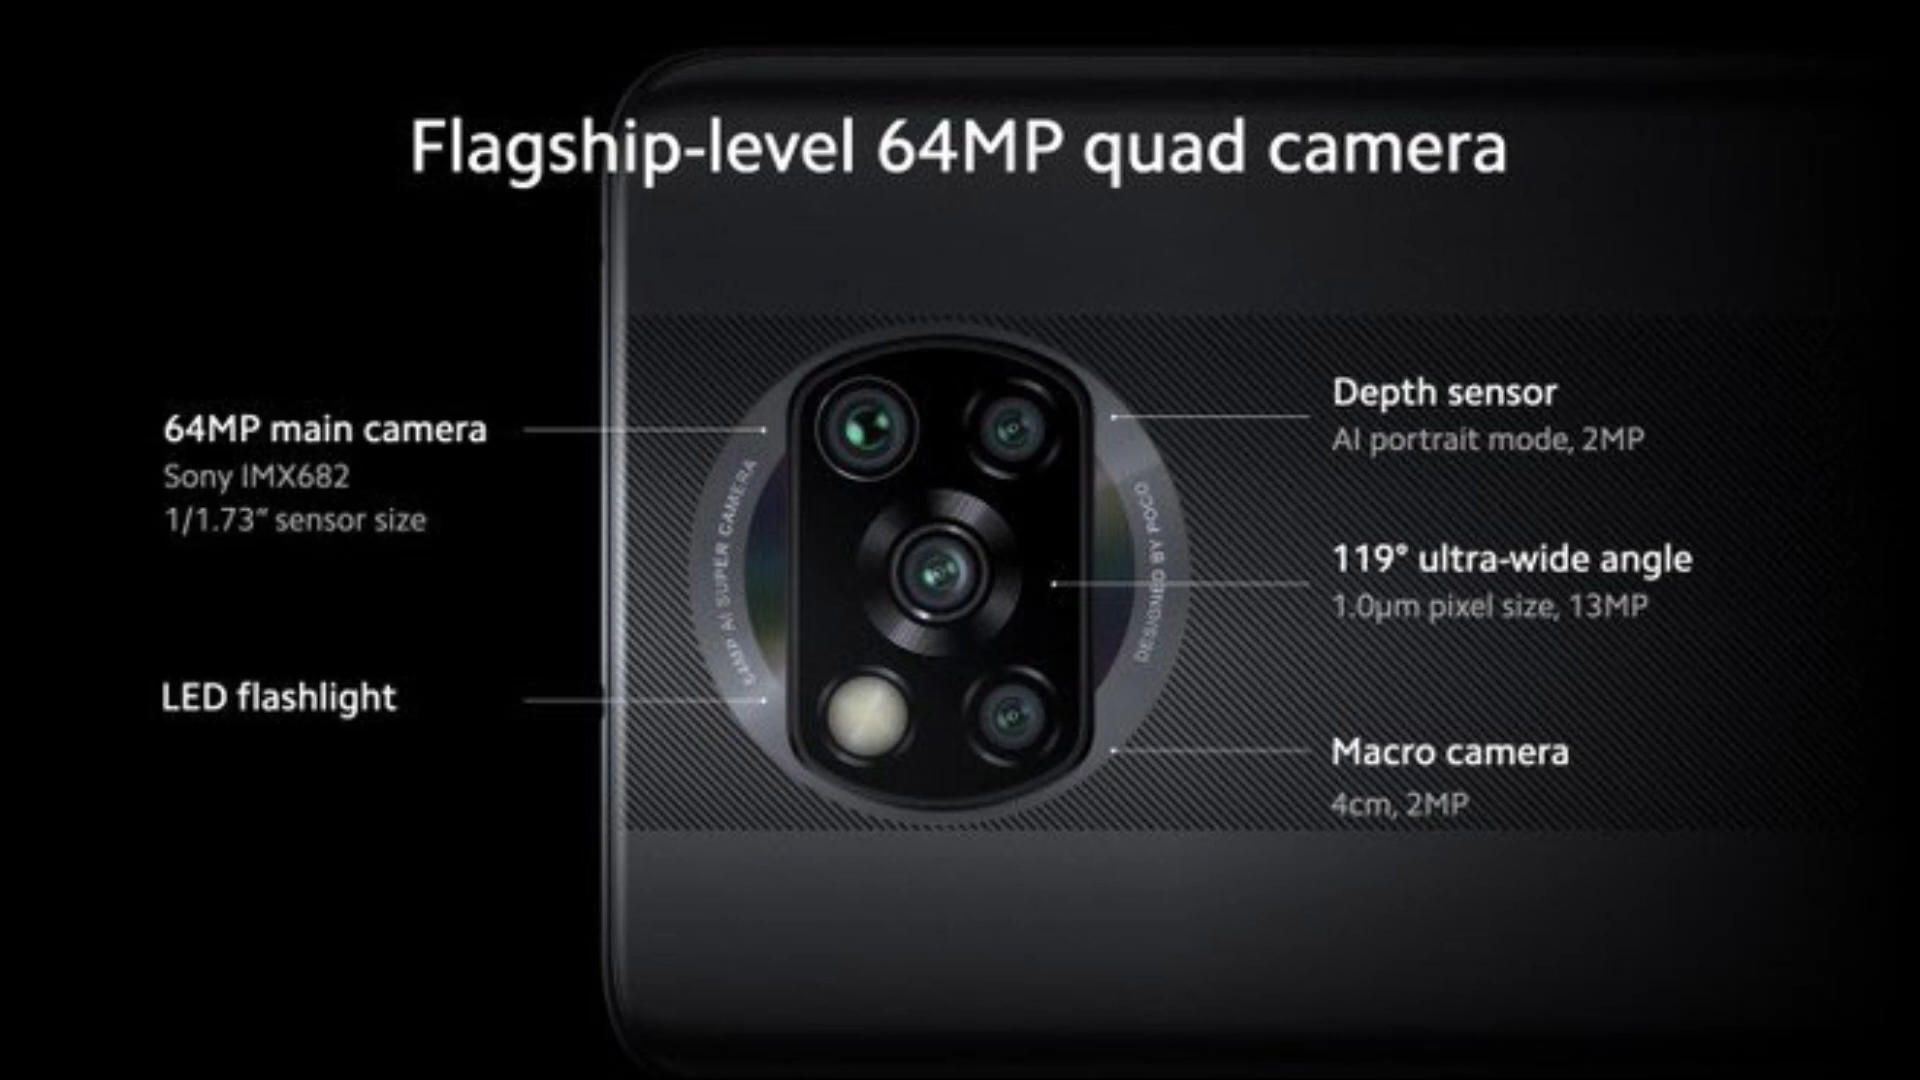 Flagship-level 64MP quad camera
64MP main camera
Sony IMX682
1/1.73” sensor size
LED flashlight
64MP AI SUPER CAMERA
DESIGNED BY POCO
Depth sensor
AI portrait mode, 2MP
119° ultra-wide angle
1.0μm pixel size, 13MP
Macro camera
4cm, 2MP